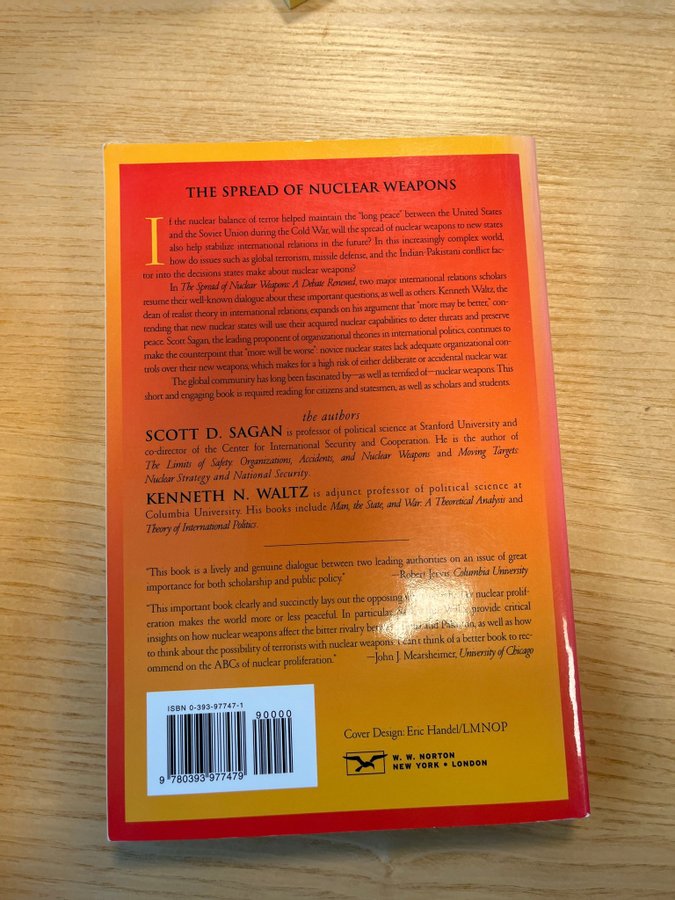 THE SPREAD OF NUCLEAR WEAPONS
If the nuclear balance of terror helped maintain the "long peace" between the United States
and the Soviet Union during the Cold War, will the spread of nuclear weapons to new states
also help stabilize international relations in the future? In this increasingly complex world,
how do issues such as global terrorism, missile defense, and the Indian-Pakistani conflict fac-
tor into the decisions states make about nuclear weapons?
In The Spread of Nuclear Weapons: A Debate Renewed, two major international relations scholars
resume their well-known dialogue about these important questions, as well as others. Kenneth Waltz, the
dean of realist theory in international relations, expands on his argument that "more may be better," con-
tending that new nuclear states will use their acquired nuclear capabilities to deter threats and preserve
peace. Scott Sagan, the leading proponent of organizational theories in international politics, continues to
make the counterpoint that "more will be worse": novice nuclear states lack adequate organizational con-
trols over their new weapons, which makes for a high risk of either deliberate or accidental nuclear war.
The global community has long been fascinated by—as well as terrified of—nuclear weapons. This
short and engaging book is required reading for citizens and statesmen, as well as scholars and students.
the authors
SCOTT D. SAGAN is professor of political science at Stanford University and
co-director of the Center for International Security and Cooperation. He is the author of
The Limits of Safety: Organizations, Accidents, and Nuclear Weapons and Moving Targets:
Nuclear Strategy and National Security.
KENNETH N. WALTZ is adjunct professor of political science at
Columbia University. His books include Man, the State, and War: A Theoretical Analysis and
Theory of International Politics.
"This book is a lively and genuine dialogue between two leading authorities on an issue of great
importance for both scholarship and public policy."
—Robert Jervis, Columbia University
"This important book clearly and succinctly lays out the opposing nuclear prolif-
eration makes the world more or less peaceful. In particular provide critical
insights on how nuclear weapons affect the bitter rivalry and Pakistan, as well as how
to think about the possibility of terrorists with nuclear weapons. I can't think of a better book to rec-
ommend on the ABCs of nuclear proliferation."
—John J. Mearsheimer, University of Chicago
ISBN 0-393-97747-1
90000
9 780393 977479
Cover Design: Eric Handel/LMNOP
W. W. NORTON
NEW YORK • LONDON